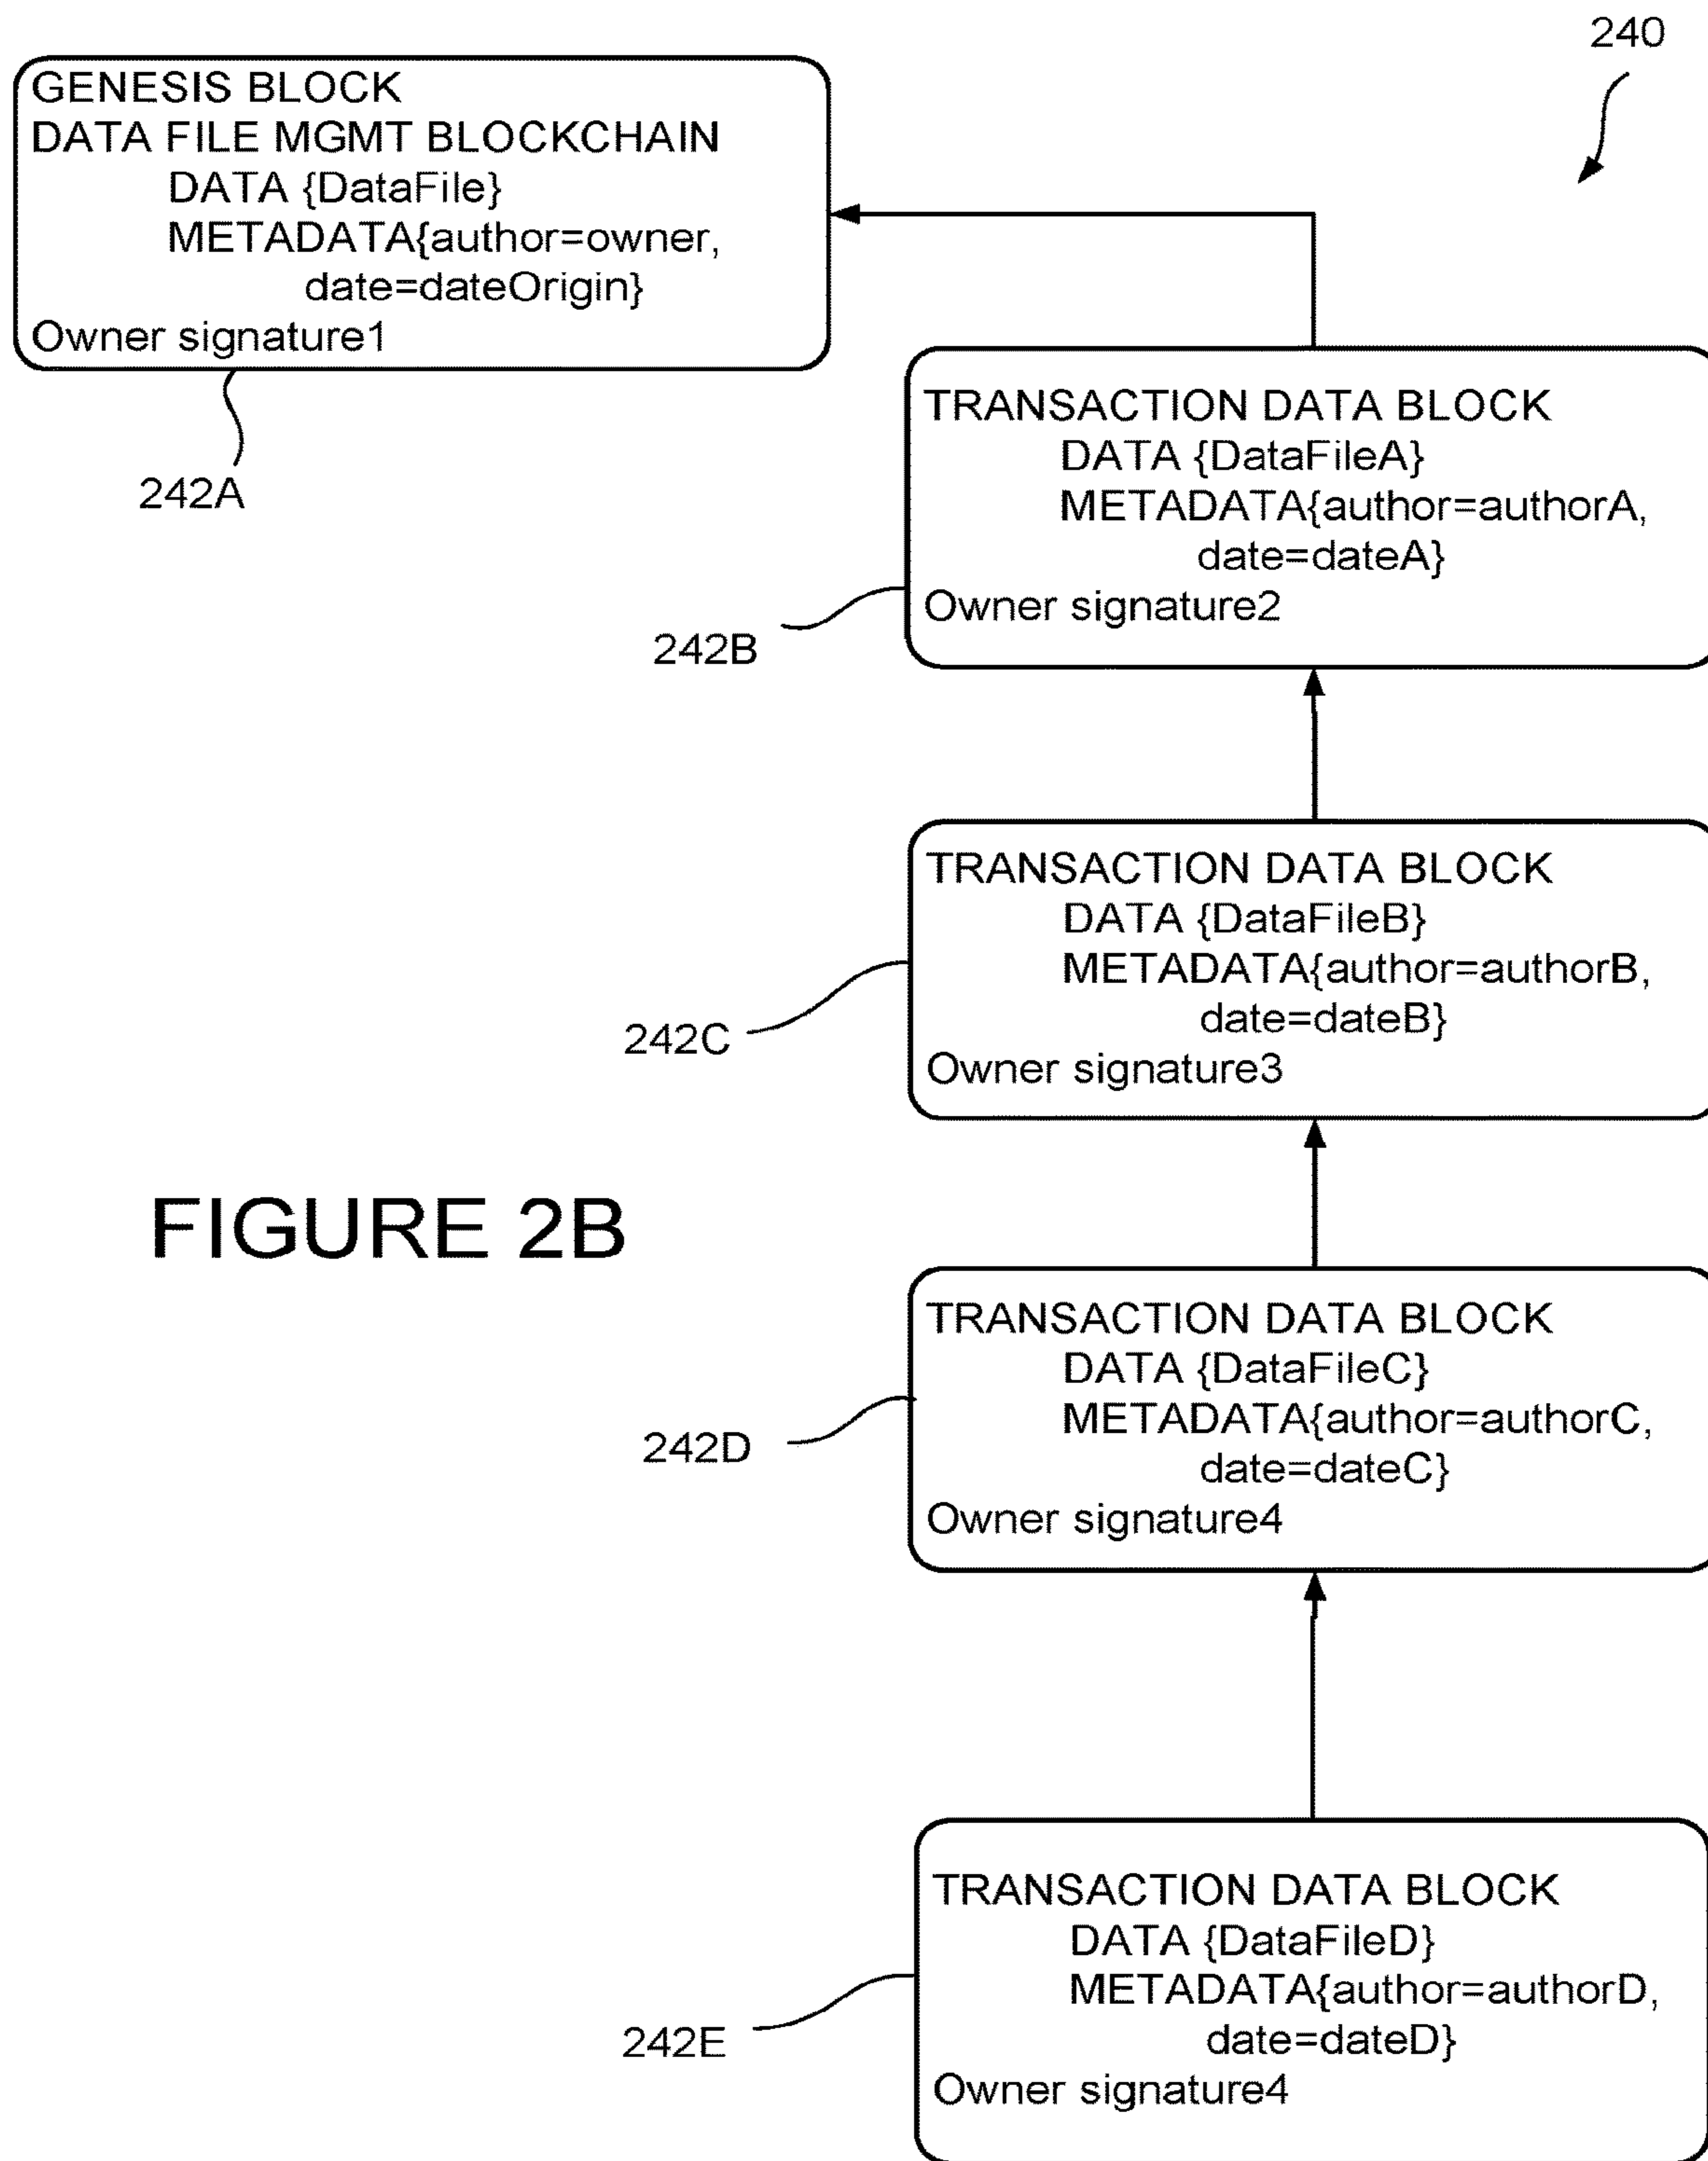 240
GENESIS BLOCK
DATA FILE MGMT BLOCKCHAIN
DATA {DataFile}
METADATA{author=owner,
date=dateOrigin}
Owner signature1
242A
TRANSACTION DATA BLOCK
DATA {DataFileA}
METADATA{author=authorA,
date=dateA}
Owner signature2
242B
TRANSACTION DATA BLOCK
DATA {DataFileB}
METADATA{author=authorB,
date=dateB}
Owner signature3
242C
FIGURE 2B
TRANSACTION DATA BLOCK
DATA {DataFileC}
METADATA{author=authorC,
date=dateC}
Owner signature4
242D
TRANSACTION DATA BLOCK
DATA {DataFileD}
METADATA{author=authorD,
date=dateD}
Owner signature4
242E